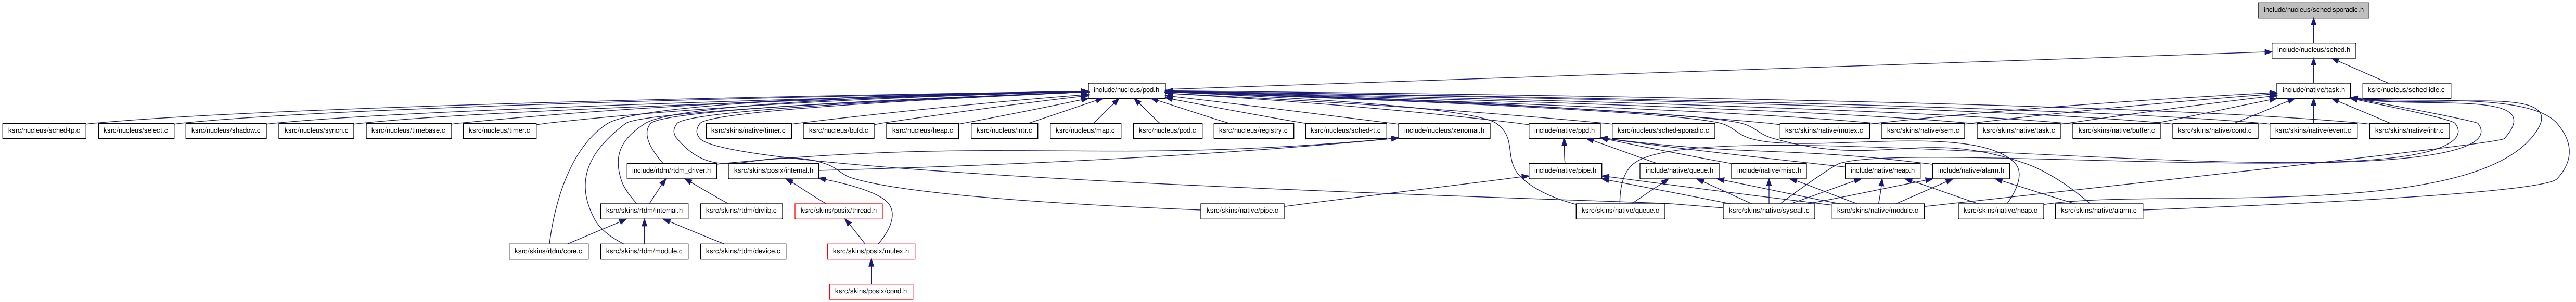 include/nucleus/sched-sporadic.h
include/nucleus/sched.h
include/nucleus/pod.h
include/native/task.h
ksrc/nucleus/sched-idle.c
ksrc/nucleus/sched-tp.c
ksrc/nucleus/select.c
ksrc/nucleus/shadow.c
ksrc/nucleus/synch.c
ksrc/nucleus/timebase.c
ksrc/nucleus/timer.c
ksrc/skins/native/timer.c
ksrc/nucleus/bufd.c
ksrc/nucleus/heap.c
ksrc/nucleus/intr.c
ksrc/nucleus/map.c
ksrc/nucleus/pod.c
ksrc/nucleus/registry.c
ksrc/nucleus/sched-rt.c
include/nucleus/xenomai.h
include/native/ppd.h
ksrc/nucleus/sched-sporadic.c
ksrc/skins/native/mutex.c
ksrc/skins/native/sem.c
ksrc/skins/native/task.c
ksrc/skins/native/buffer.c
ksrc/skins/native/cond.c
ksrc/skins/native/event.c
ksrc/skins/native/intr.c
include/rtdm/rtdm_driver.h
ksrc/skins/posix/internal.h
include/native/pipe.h
include/native/queue.h
include/native/misc.h
include/native/heap.h
include/native/alarm.h
ksrc/skins/rtdm/internal.h
ksrc/skins/rtdm/drvlib.c
ksrc/skins/posix/thread.h
ksrc/skins/native/pipe.c
ksrc/skins/native/queue.c
ksrc/skins/native/syscall.c
ksrc/skins/native/module.c
ksrc/skins/native/heap.c
ksrc/skins/native/alarm.c
ksrc/skins/rtdm/core.c
ksrc/skins/rtdm/module.c
ksrc/skins/rtdm/device.c
ksrc/skins/posix/mutex.h
ksrc/skins/posix/cond.h